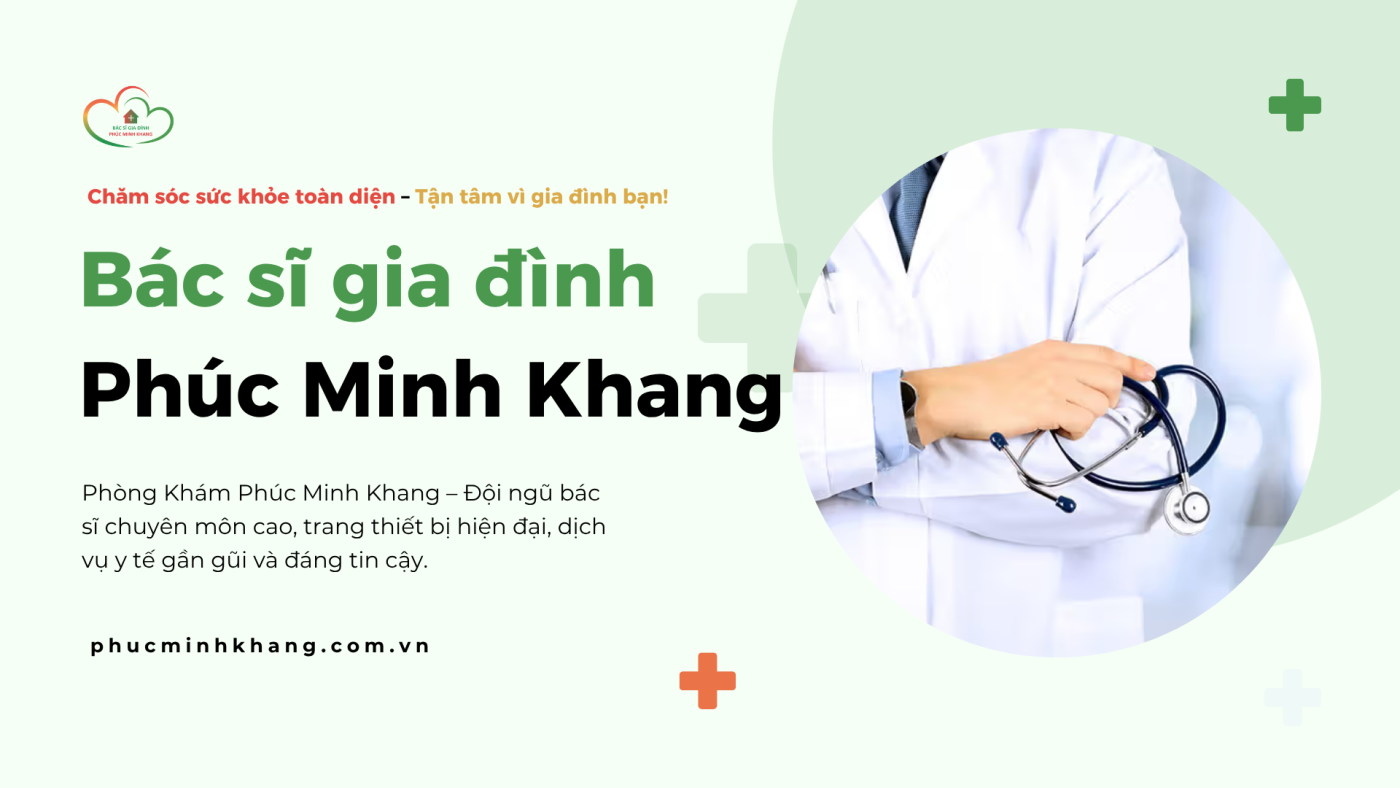 BÁC SĨ GIA ĐÌNH
PHÚC MINH KHANG
Chăm sóc sức khỏe toàn diện – Tận tâm vì gia đình bạn!
Bác sĩ gia đình
Phúc Minh Khang
Phòng Khám Phúc Minh Khang – Đội ngũ bác
sĩ chuyên môn cao, trang thiết bị hiện đại, dịch
vụ y tế gần gũi và đáng tin cậy.
phucminhkhang.com.vn